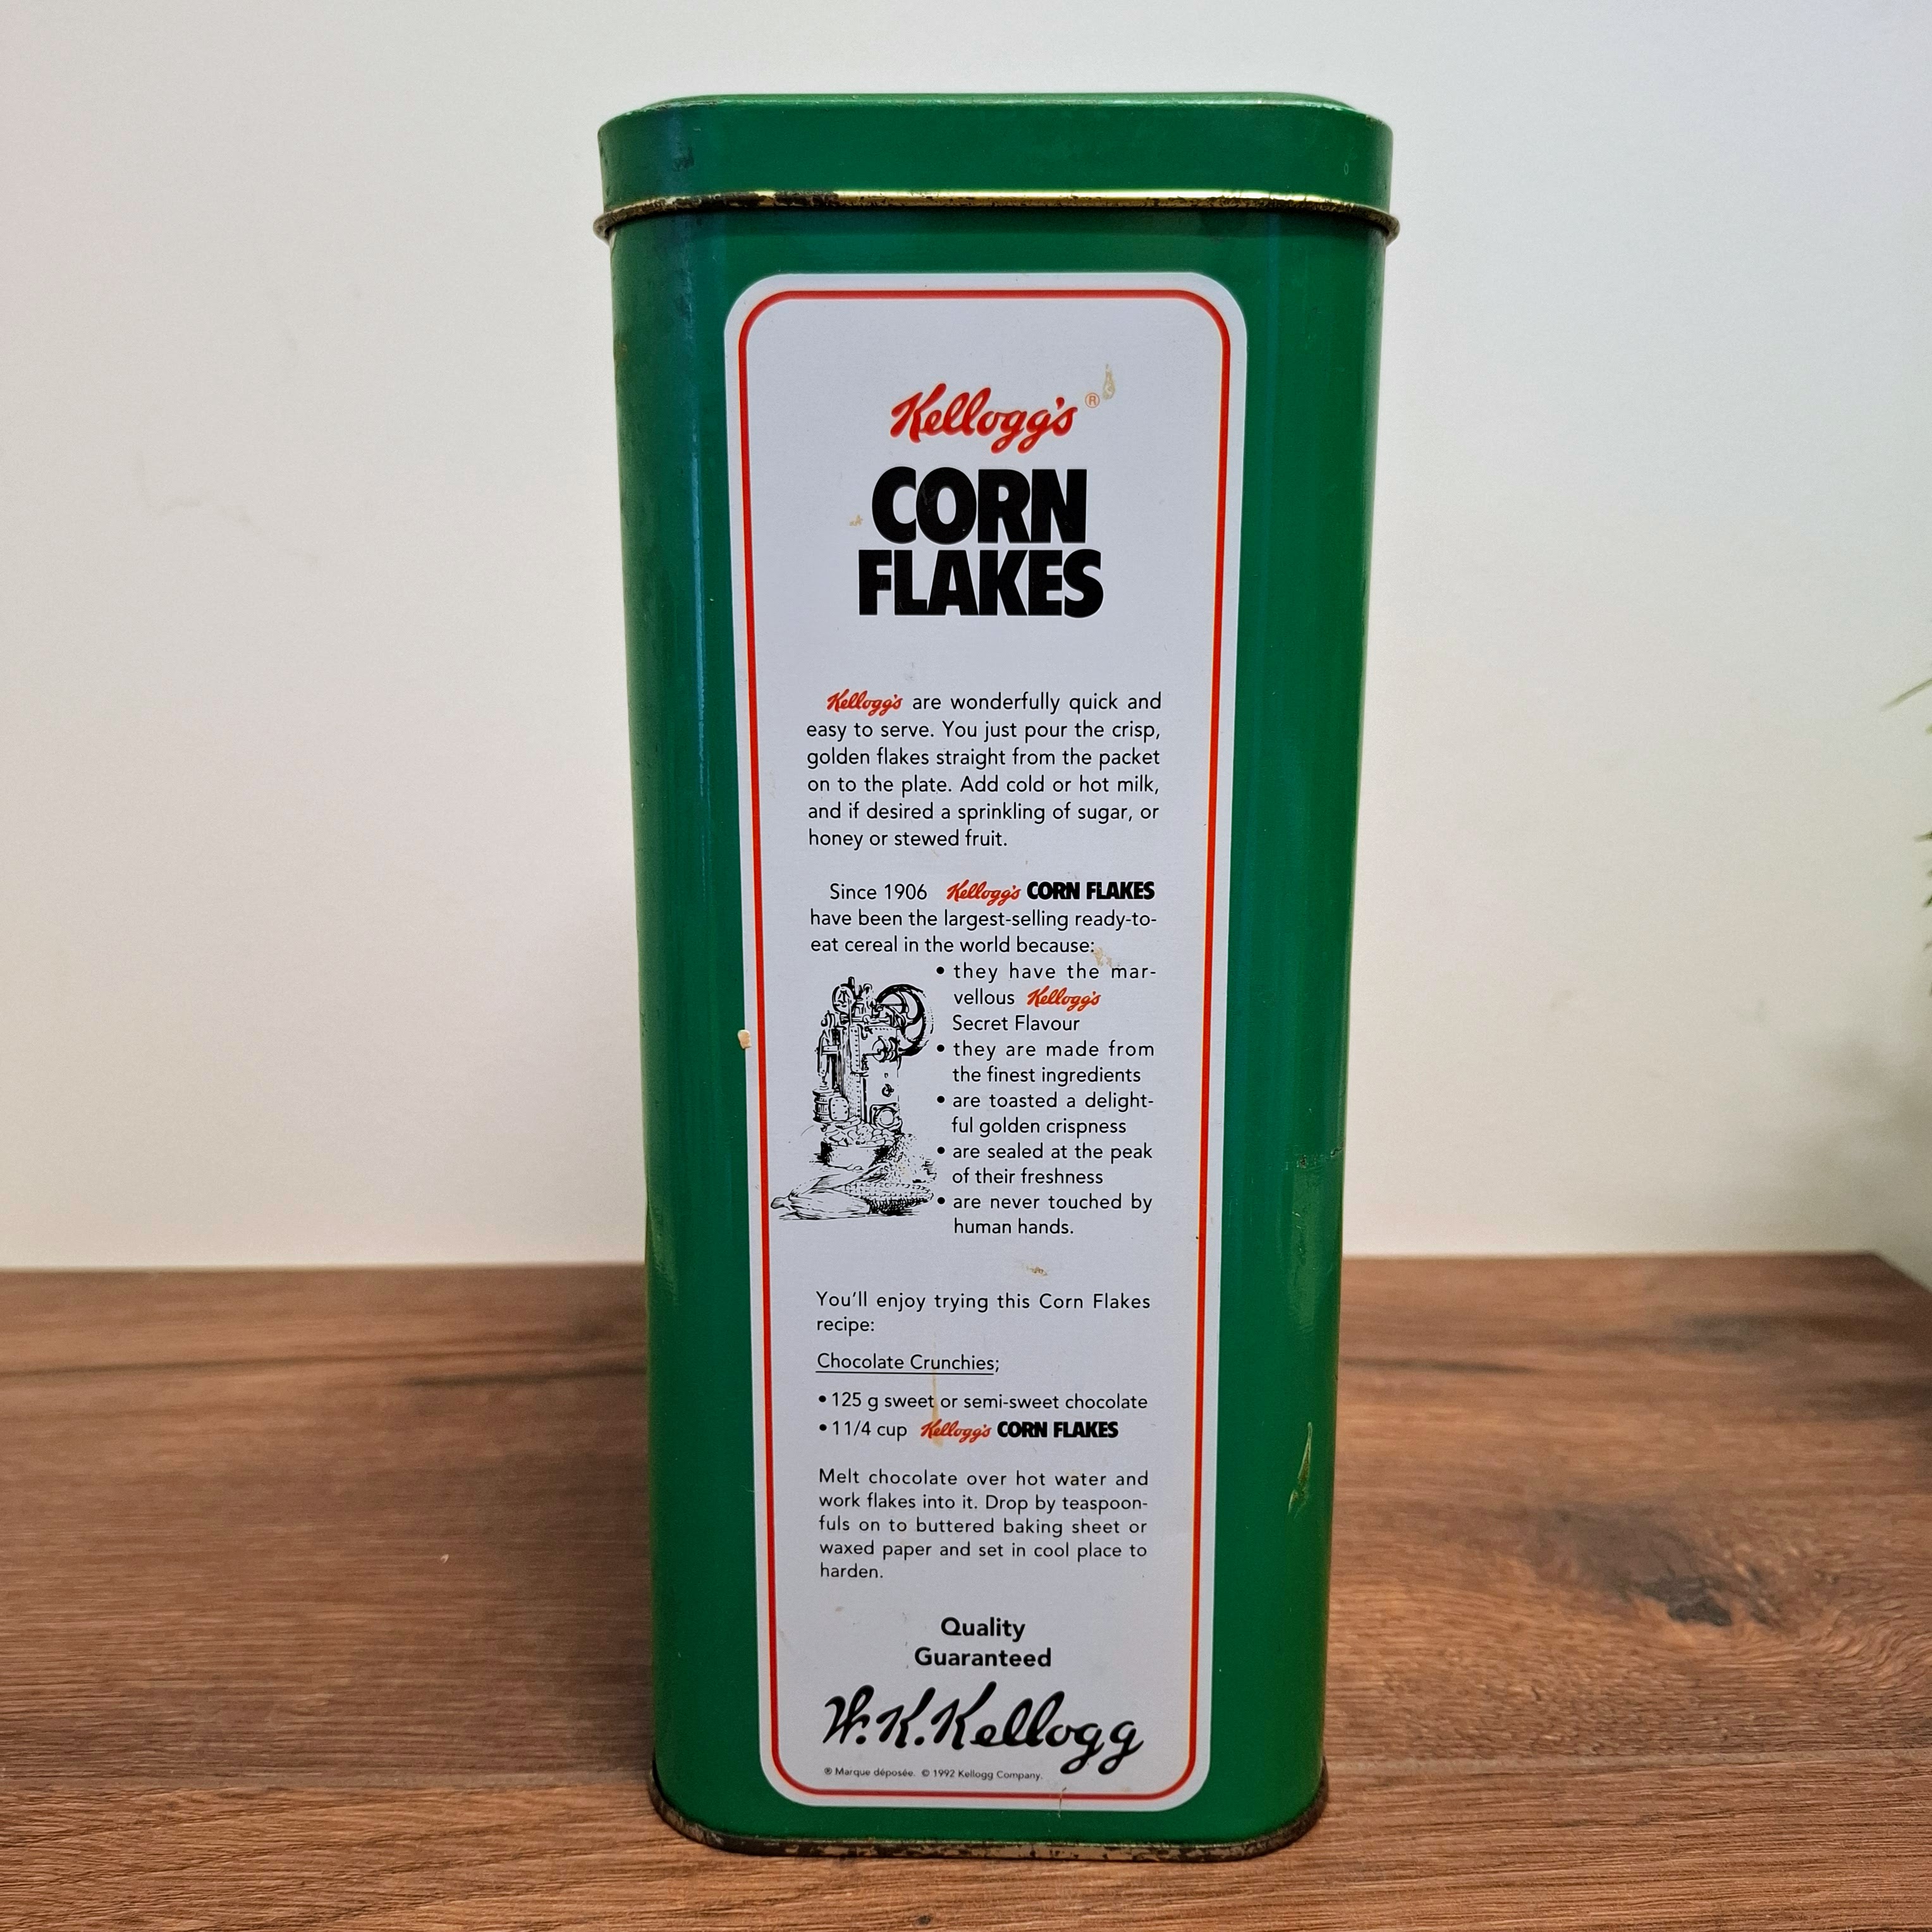 Kellogg's®
CORN
FLAKES
Kellogg's are wonderfully quick and
easy to serve. You just pour the crisp,
golden flakes straight from the packet
on to the plate. Add cold or hot milk,
and if desired a sprinkling of sugar, or
honey or stewed fruit.
Since 1906 Kellogg's CORN FLAKES
have been the largest-selling ready-to-
eat cereal in the world because:
• they have the mar-
vellous Kellogg's
Secret Flavour
• they are made from
the finest ingredients
• are toasted a delight-
ful golden crispness
• are sealed at the peak
of their freshness
• are never touched by
human hands.
You'll enjoy trying this Corn Flakes
recipe:
Chocolate Crunchies;
• 125 g sweet or semi-sweet chocolate
• 1 1/4 cup Kellogg's CORN FLAKES
Melt chocolate over hot water and
work flakes into it. Drop by teaspoon-
fuls on to buttered baking sheet or
waxed paper and set in cool place to
harden.
Quality
Guaranteed
W.K.Kellogg
® Marque déposée. © 1992 Kellogg Company.